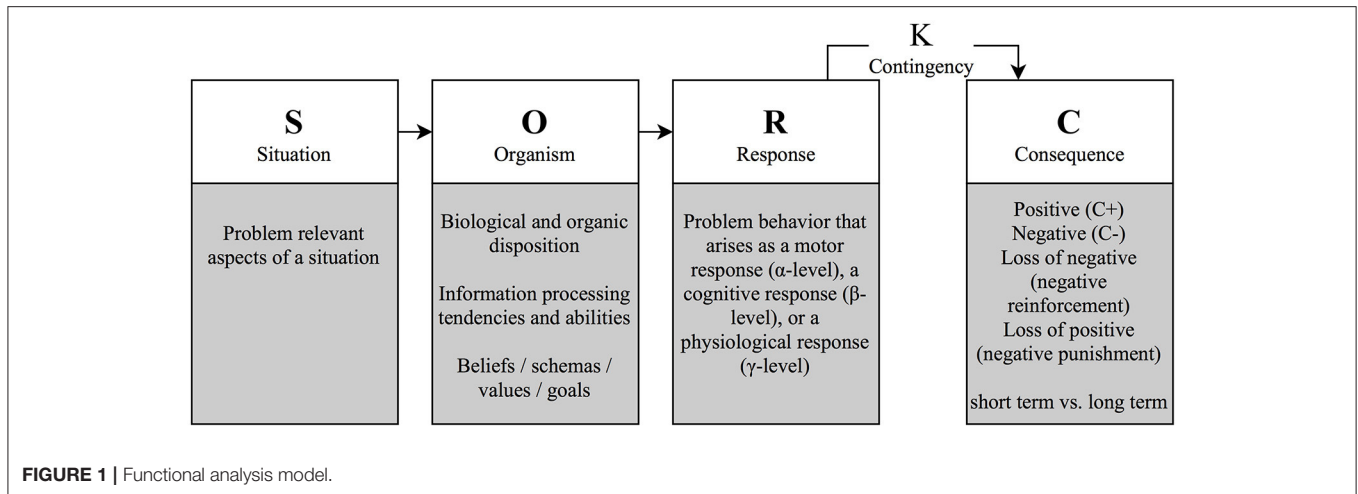 K
Contingency
S
Situation
O
Organism
R
Response
C
Consequence
Problem relevant
aspects of a situation
Biological and organic
disposition
Information processing
tendencies and abilities
Beliefs / schemas /
values / goals
Problem behavior that
arises as a motor
response (α-level), a
cognitive response (β-
level), or a
physiological response
(γ-level)
Positive (C+)
Negative (C-)
Loss of negative
(negative
reinforcement)
Loss of positive
(negative punishment)
short term vs. long term
FIGURE 1 | Functional analysis model.